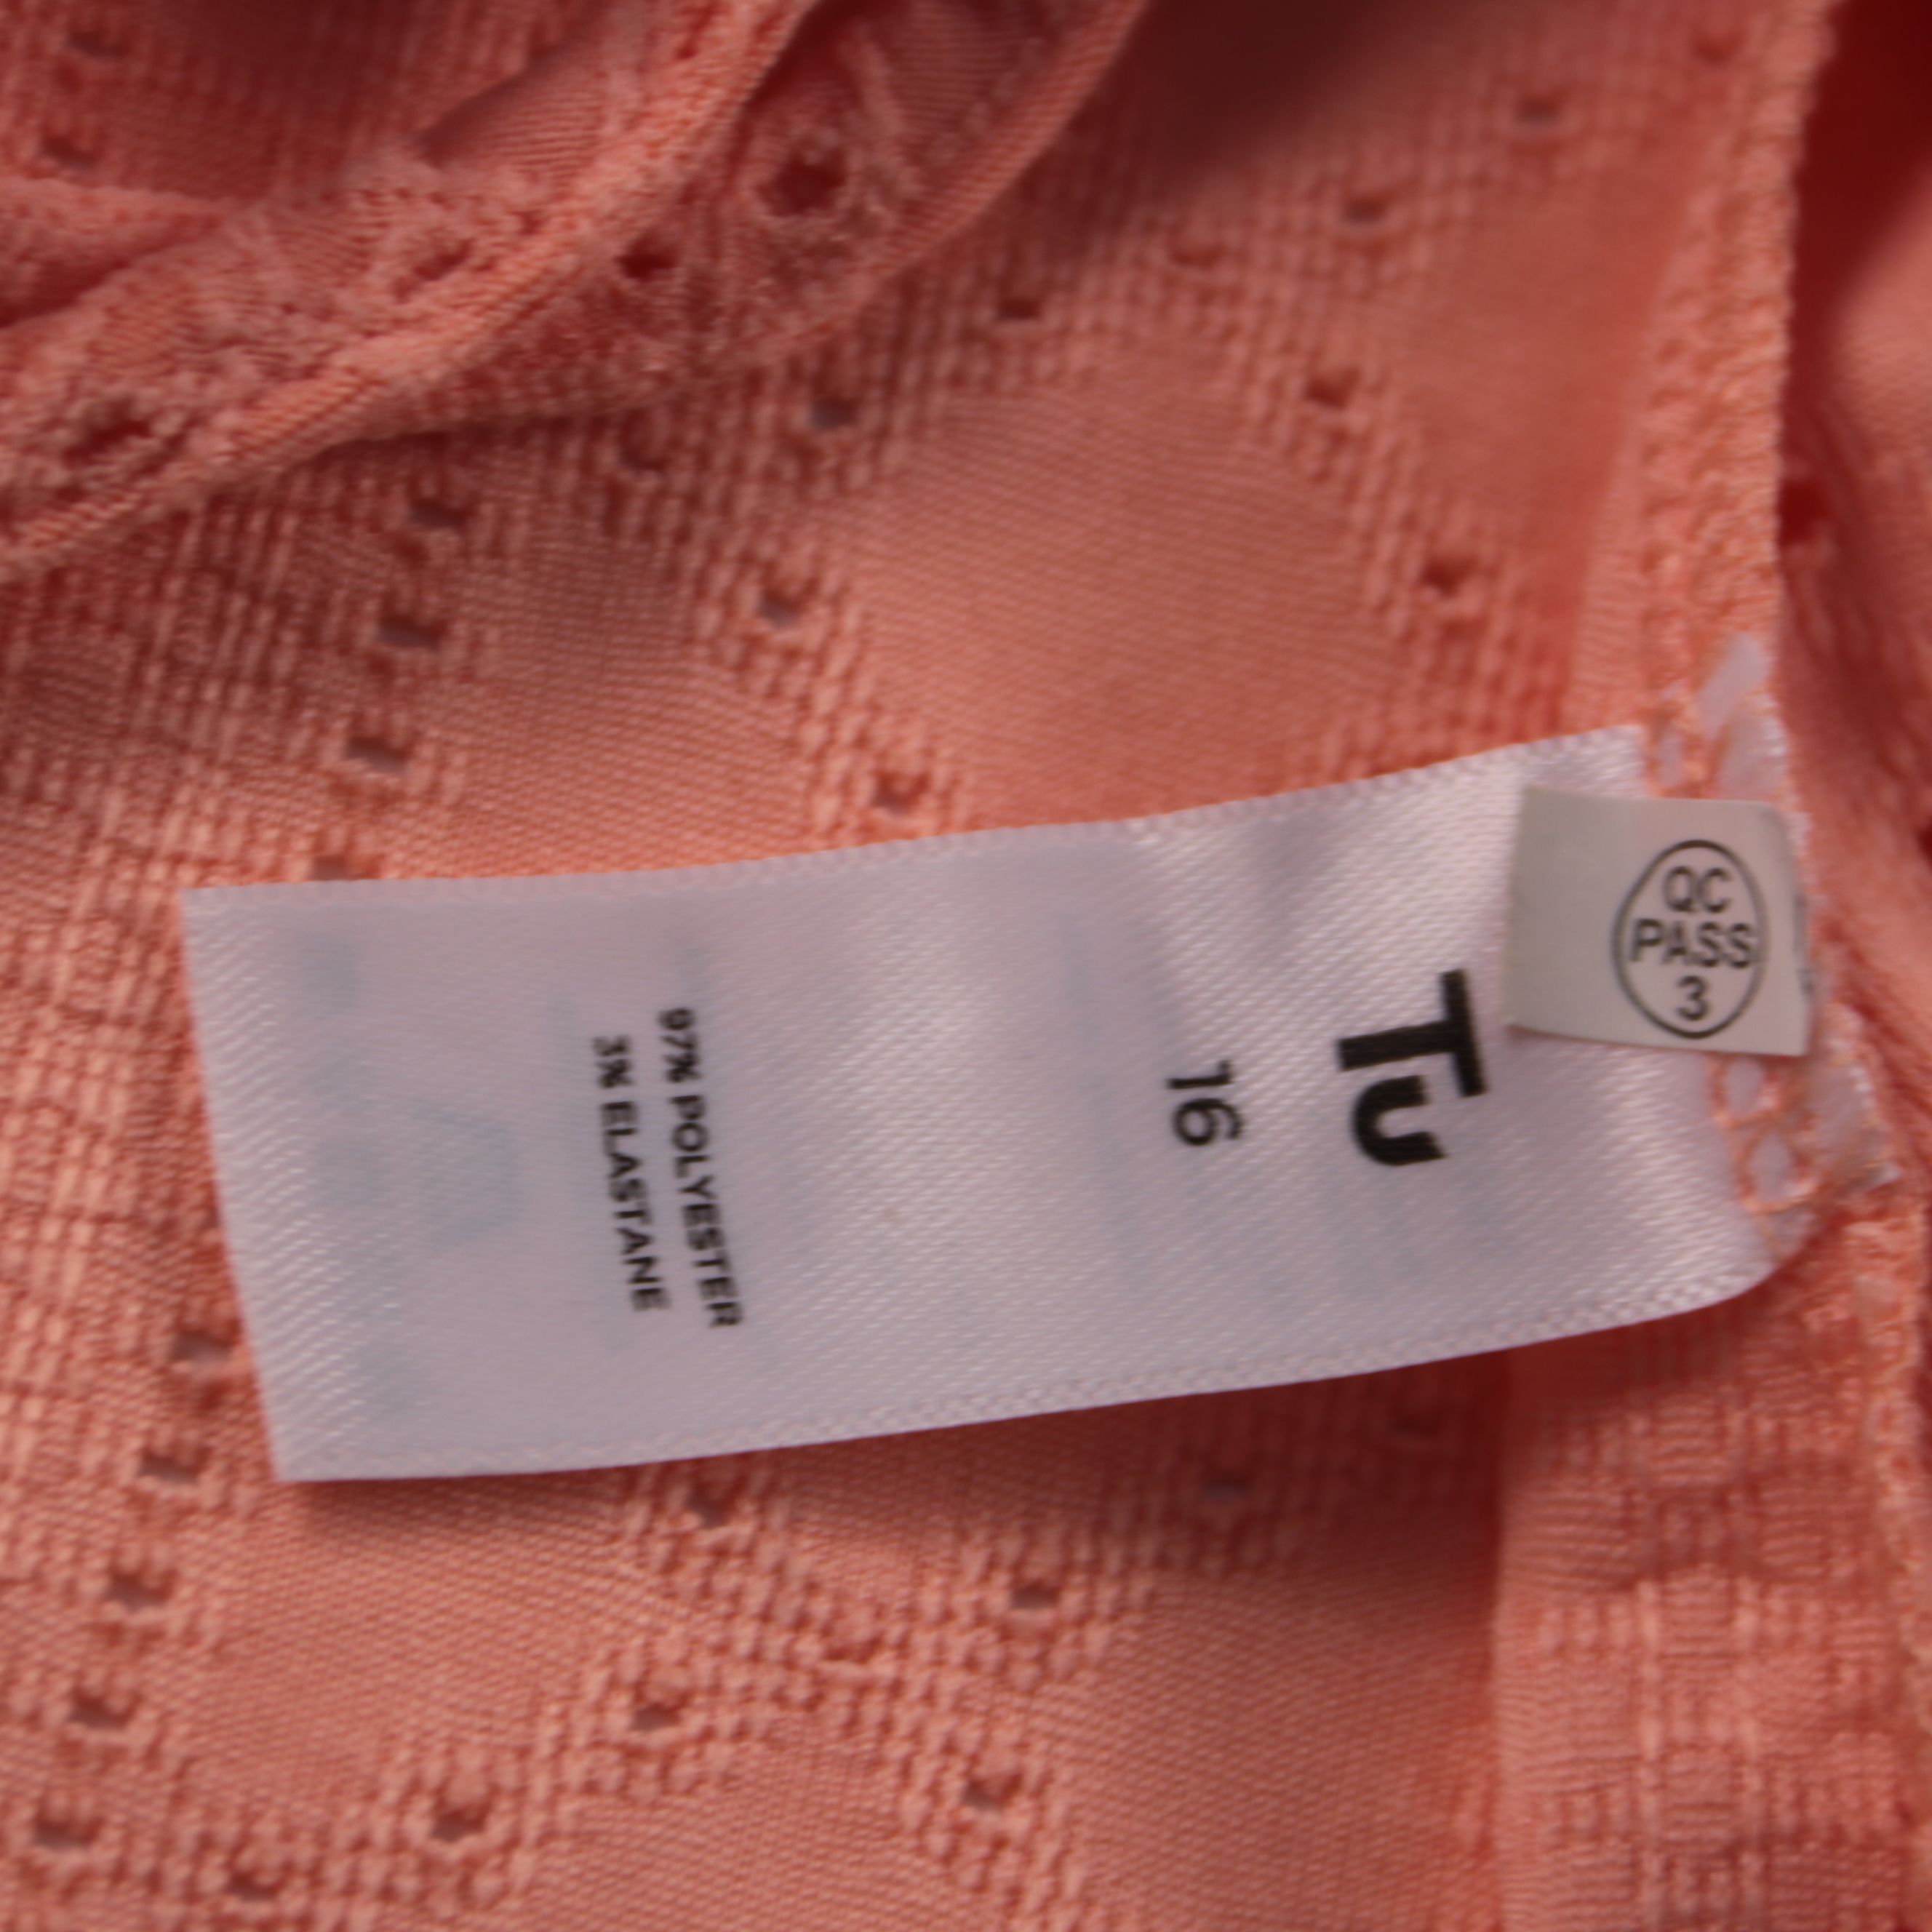 QC
PASS
3
Tu
16
97% POLYESTER
3% ELASTANE